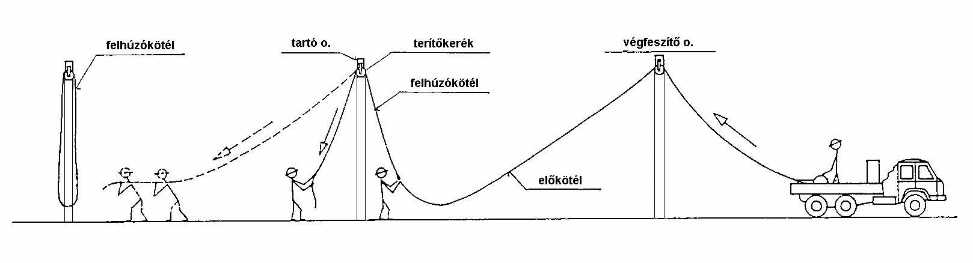 felhúzókötél
tartó o.
terítőkerék
végfeszítő o.
felhúzókötél
előkötél